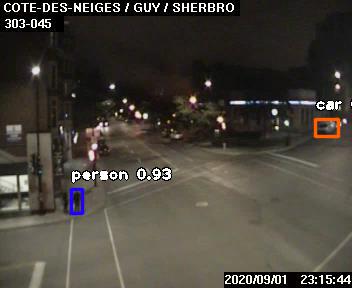 COTE-DES-NEIGES / GUY / SHERBRO
303-045
car
person 0.93
2020/09/01 23:15:44